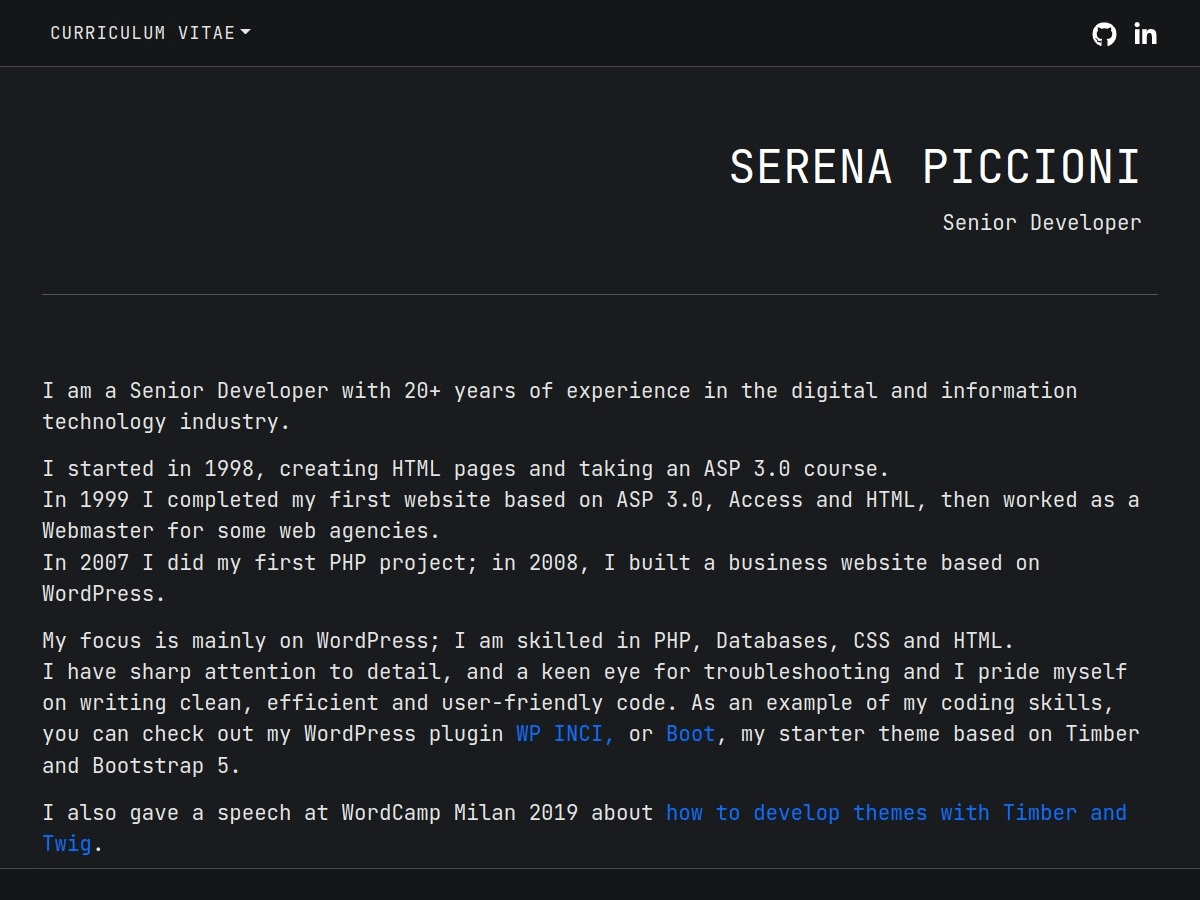 CURRICULUM VITAE
in
SERENA PICCIONI
Senior Developer
I am a Senior Developer with 20+ years of experience in the digital and information
technology industry.
I started in 1998, creating HTML pages and taking an ASP 3.0 course.
In 1999 I completed my first website based on ASP 3.0, Access and HTML, then worked as a
Webmaster for some web agencies.
In 2007 I did my first PHP project; in 2008, I built a business website based on
WordPress.
My focus is mainly on WordPress; I am skilled in PHP, Databases, CSS and HTML.
I have sharp attention to detail, and a keen eye for troubleshooting and I pride myself
on writing clean, efficient and user-friendly code. As an example of my coding skills,
you can check out my WordPress plugin WP INCI, or Boot, my starter theme based on Timber
and Bootstrap 5.
I also gave a speech at WordCamp Milan 2019 about how to develop themes with Timber and
Twig.